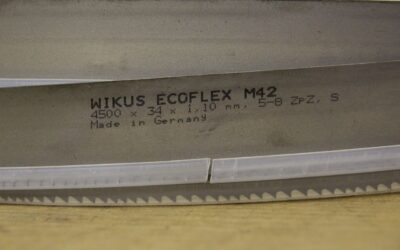 WIKUS ECOFLEX M42
4500 x 34 x 1,10 mm, 5-8 ZpZ, S
Made in Germany